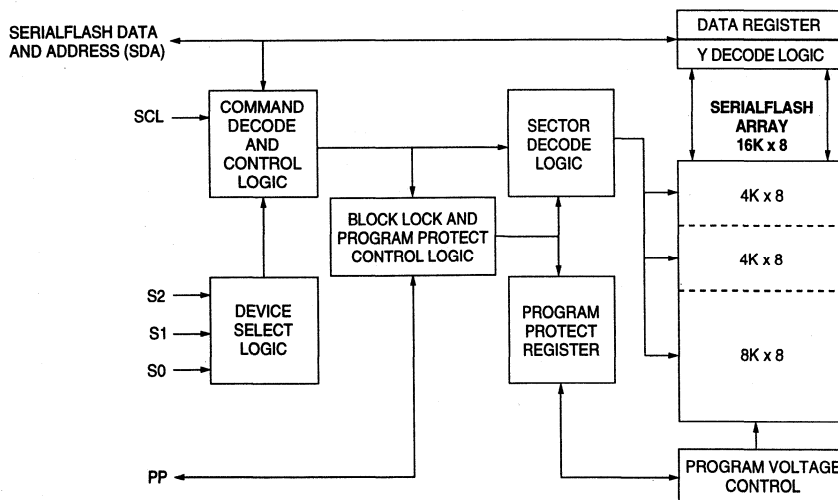 SERIALFLASH DATA
AND ADDRESS (SDA)
DATA REGISTER
Y DECODE LOGIC
SERIALFLASH
ARRAY
16K x 8
SCL
COMMAND
DECODE
AND
CONTROL
LOGIC
SECTOR
DECODE
LOGIC
4K x 8
BLOCK LOCK AND
PROGRAM PROTECT
CONTROL LOGIC
4K x 8
S2
S1
S0
DEVICE
SELECT
LOGIC
PROGRAM
PROTECT
REGISTER
8K x 8
PP
PROGRAM VOLTAGE
CONTROL